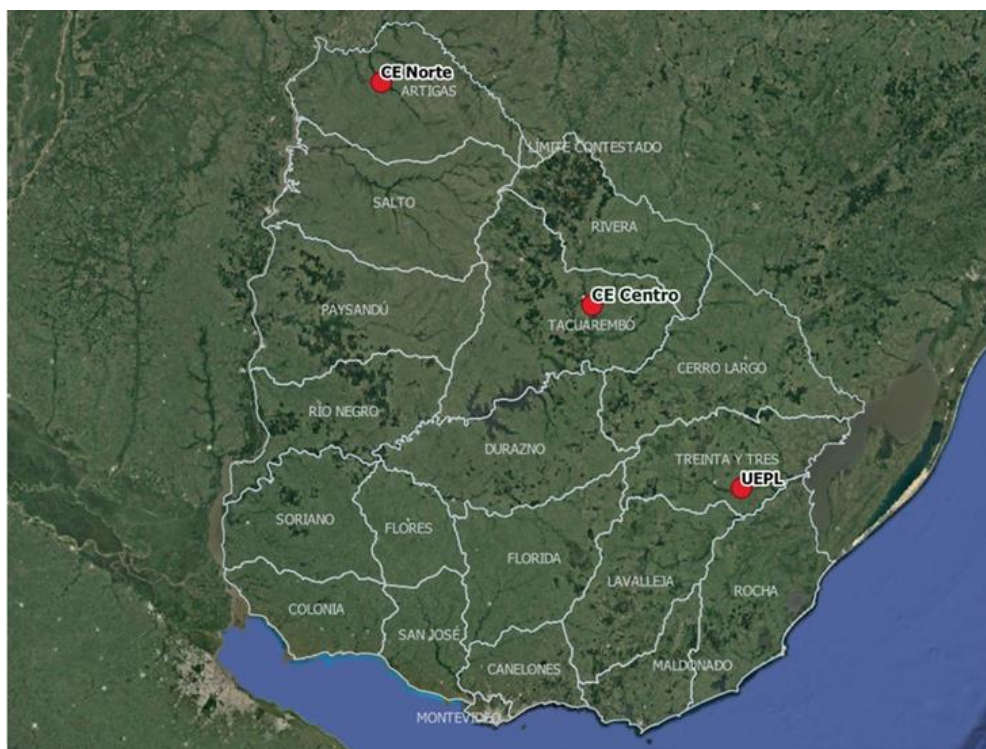 CE Norte
ARTIGAS
LÍMITE CONTESTADO
SALTO
RIVERA
CE Centro
PAYSANDÚ
TACUAREMBÓ
CERRO LARGO
RÍO NEGRO
DURAZNO
TREINTA Y TRES
UEPL
SORIANO
FLORES
FLORIDA
LAVALLEJA
ROCHA
COLONIA
SAN JOSÉ
CANELONES
MALDONADO
MONTEVIDEO